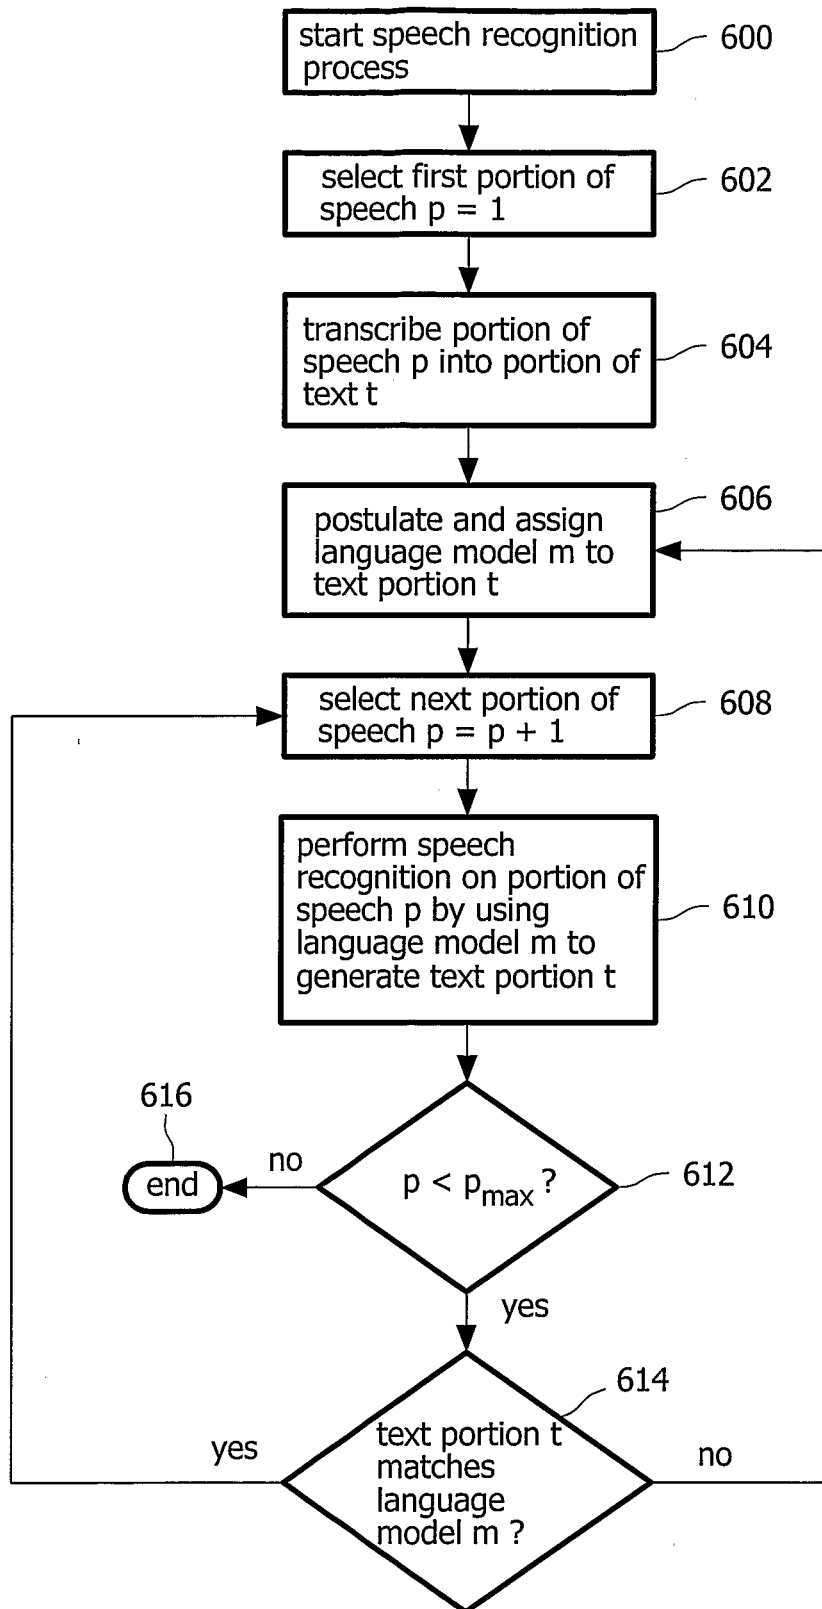 start speech recognition
process
600
select first portion of
speech p = 1
602
transcribe portion of
speech p into portion of
text t
604
606
postulate and assign
language model m to
text portion t
select next portion of
speech p = p + 1
608
perform speech
recognition on portion of
speech p by using
language model m to
generate text portion t
610
616
end
no
p < pmax ?
612
yes
614
yes
text portion t
matches
language
model m ?
no